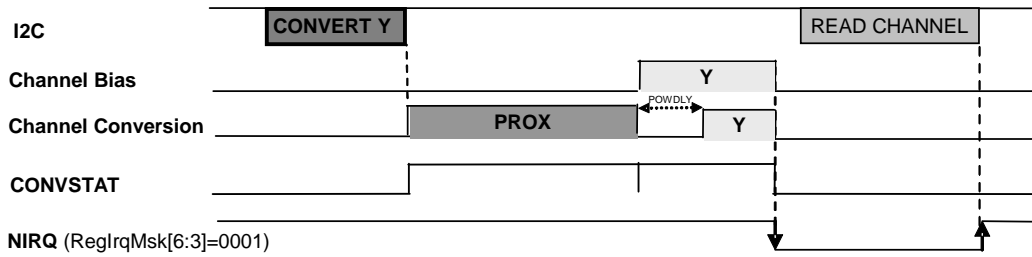 I2C CONVERT Y READ CHANNEL
Channel Bias Y
POWDLY
Channel Conversion PROX Y
CONVSTAT
NIRQ (RegIrqMsk[6:3]=0001)